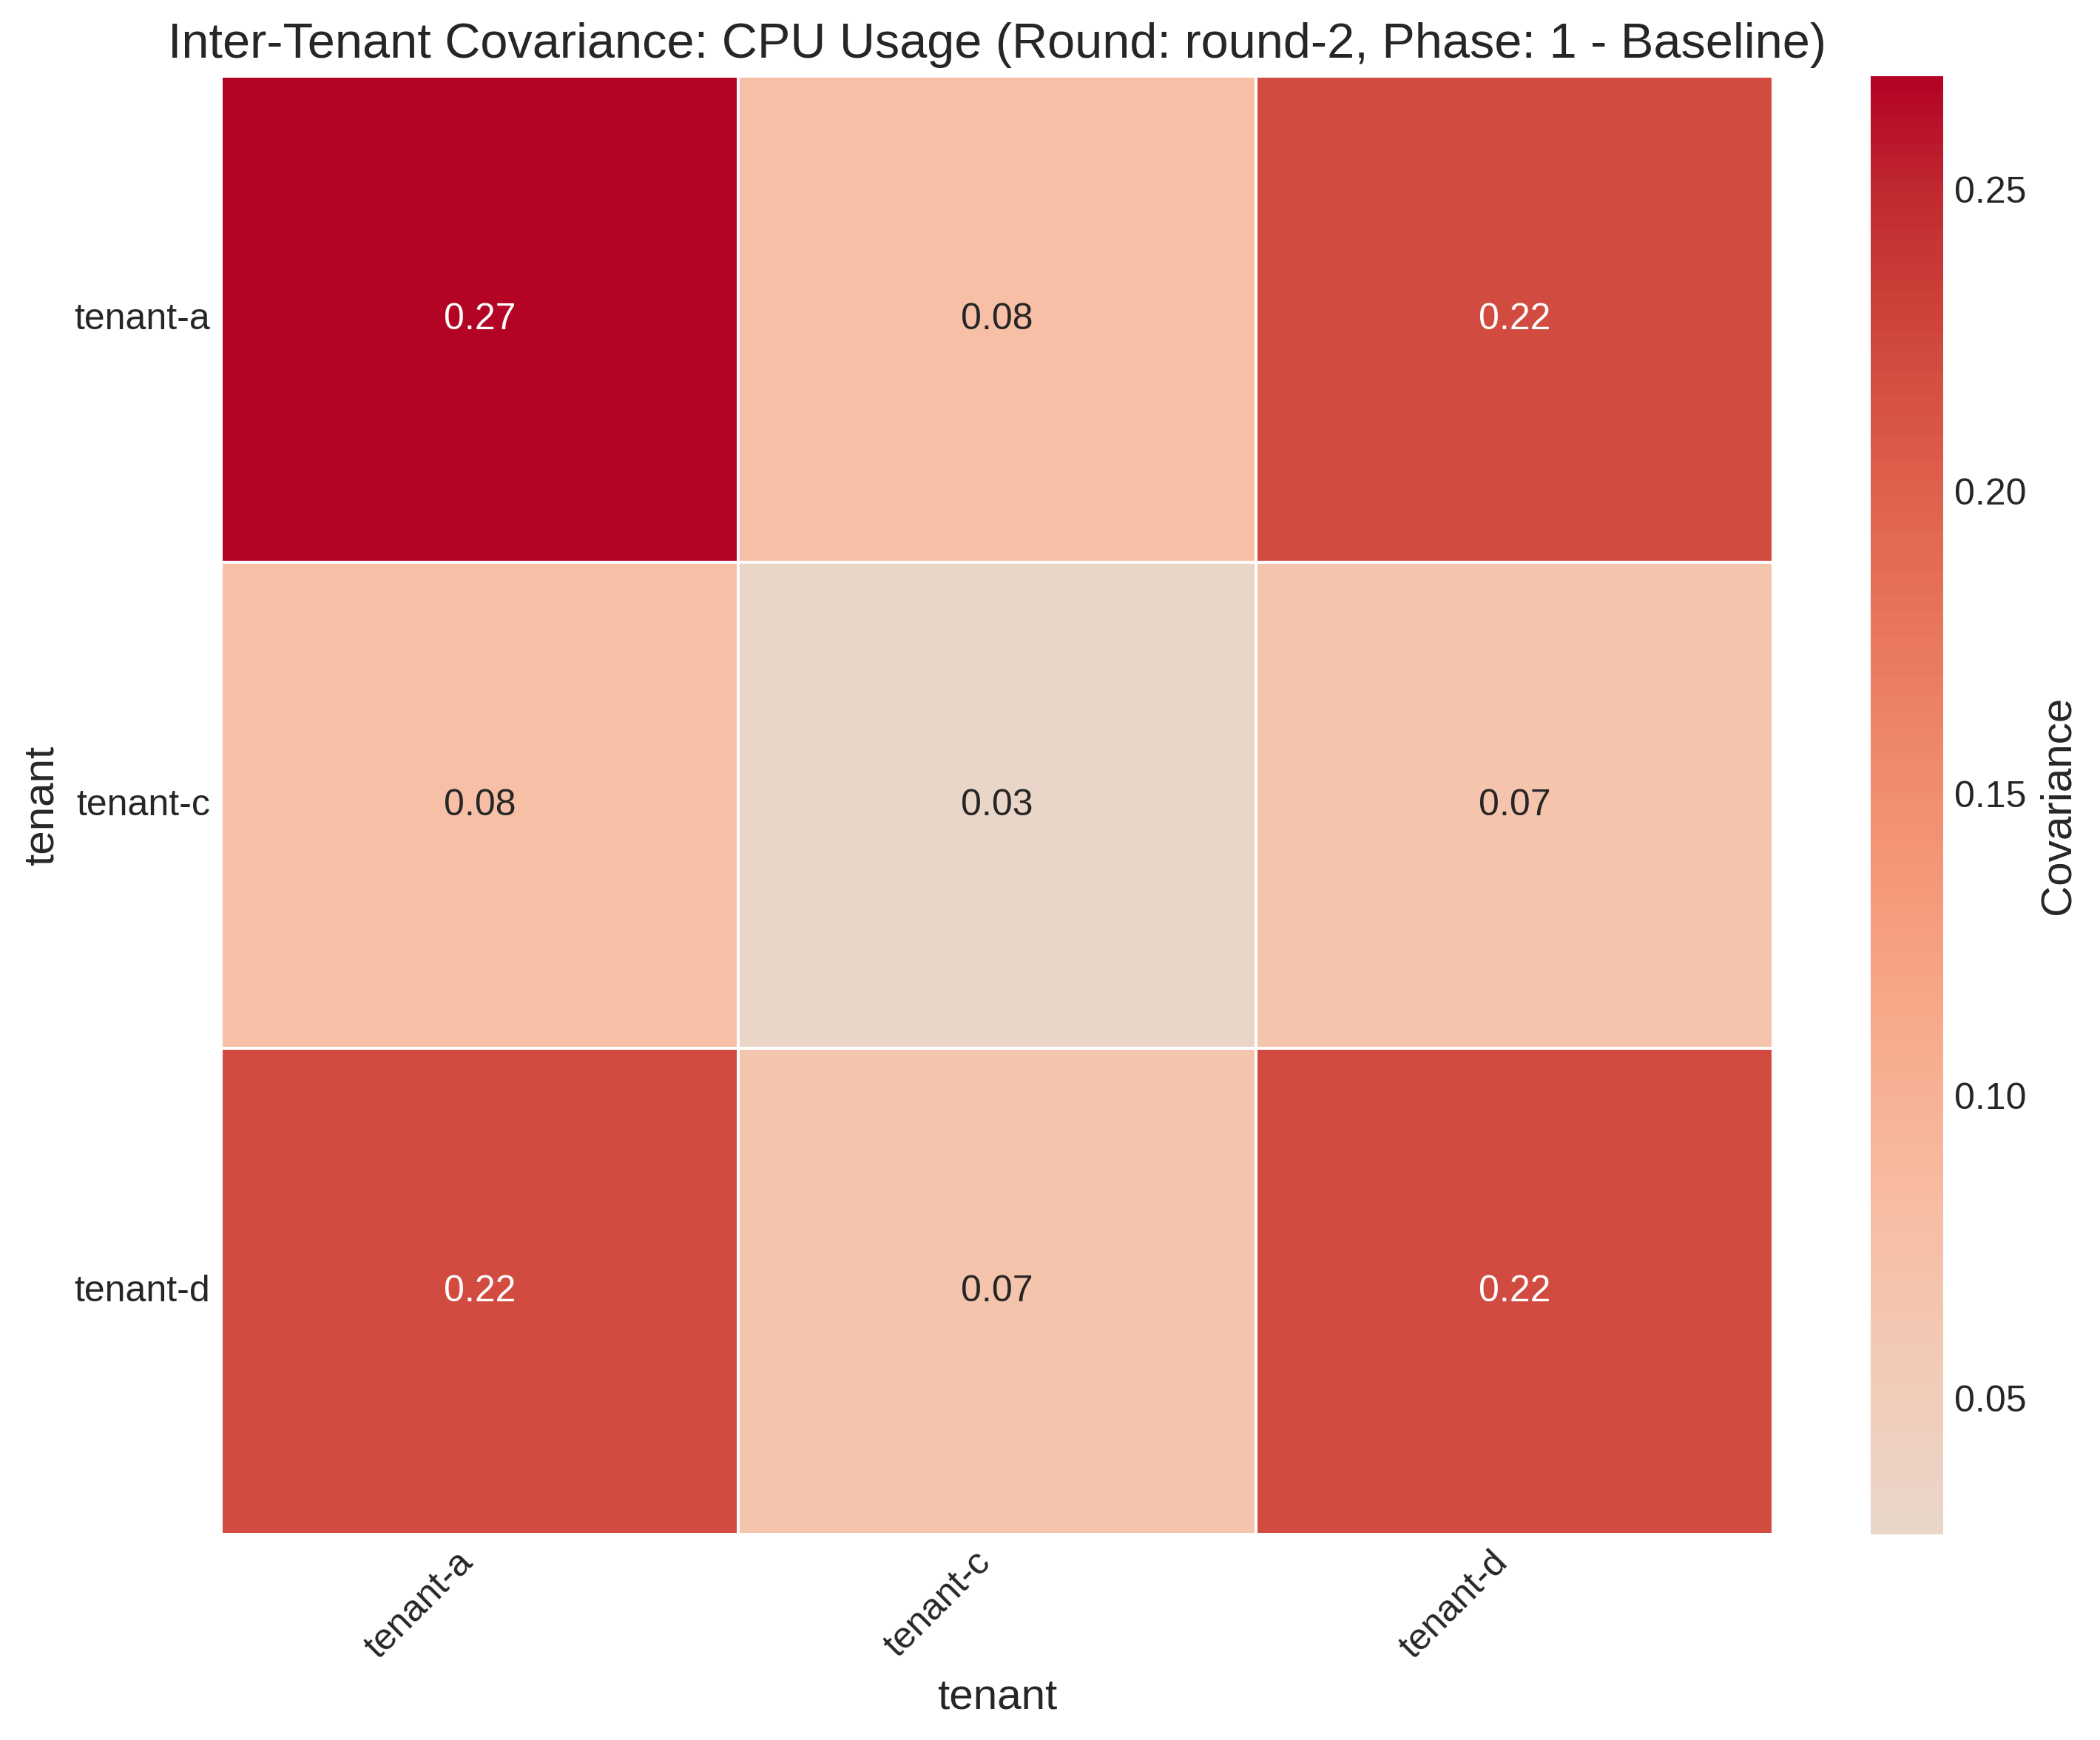 Inter-Tenant Covariance: CPU Usage (Round: round-2, Phase: 1 - Baseline)
tenant
tenant-a
0.27
0.08
0.22
tenant-c
0.08
0.03
0.07
tenant-d
0.22
0.07
0.22
tenant-a
tenant-c
tenant-d
tenant
0.25
0.20
0.15
0.10
0.05
Covariance